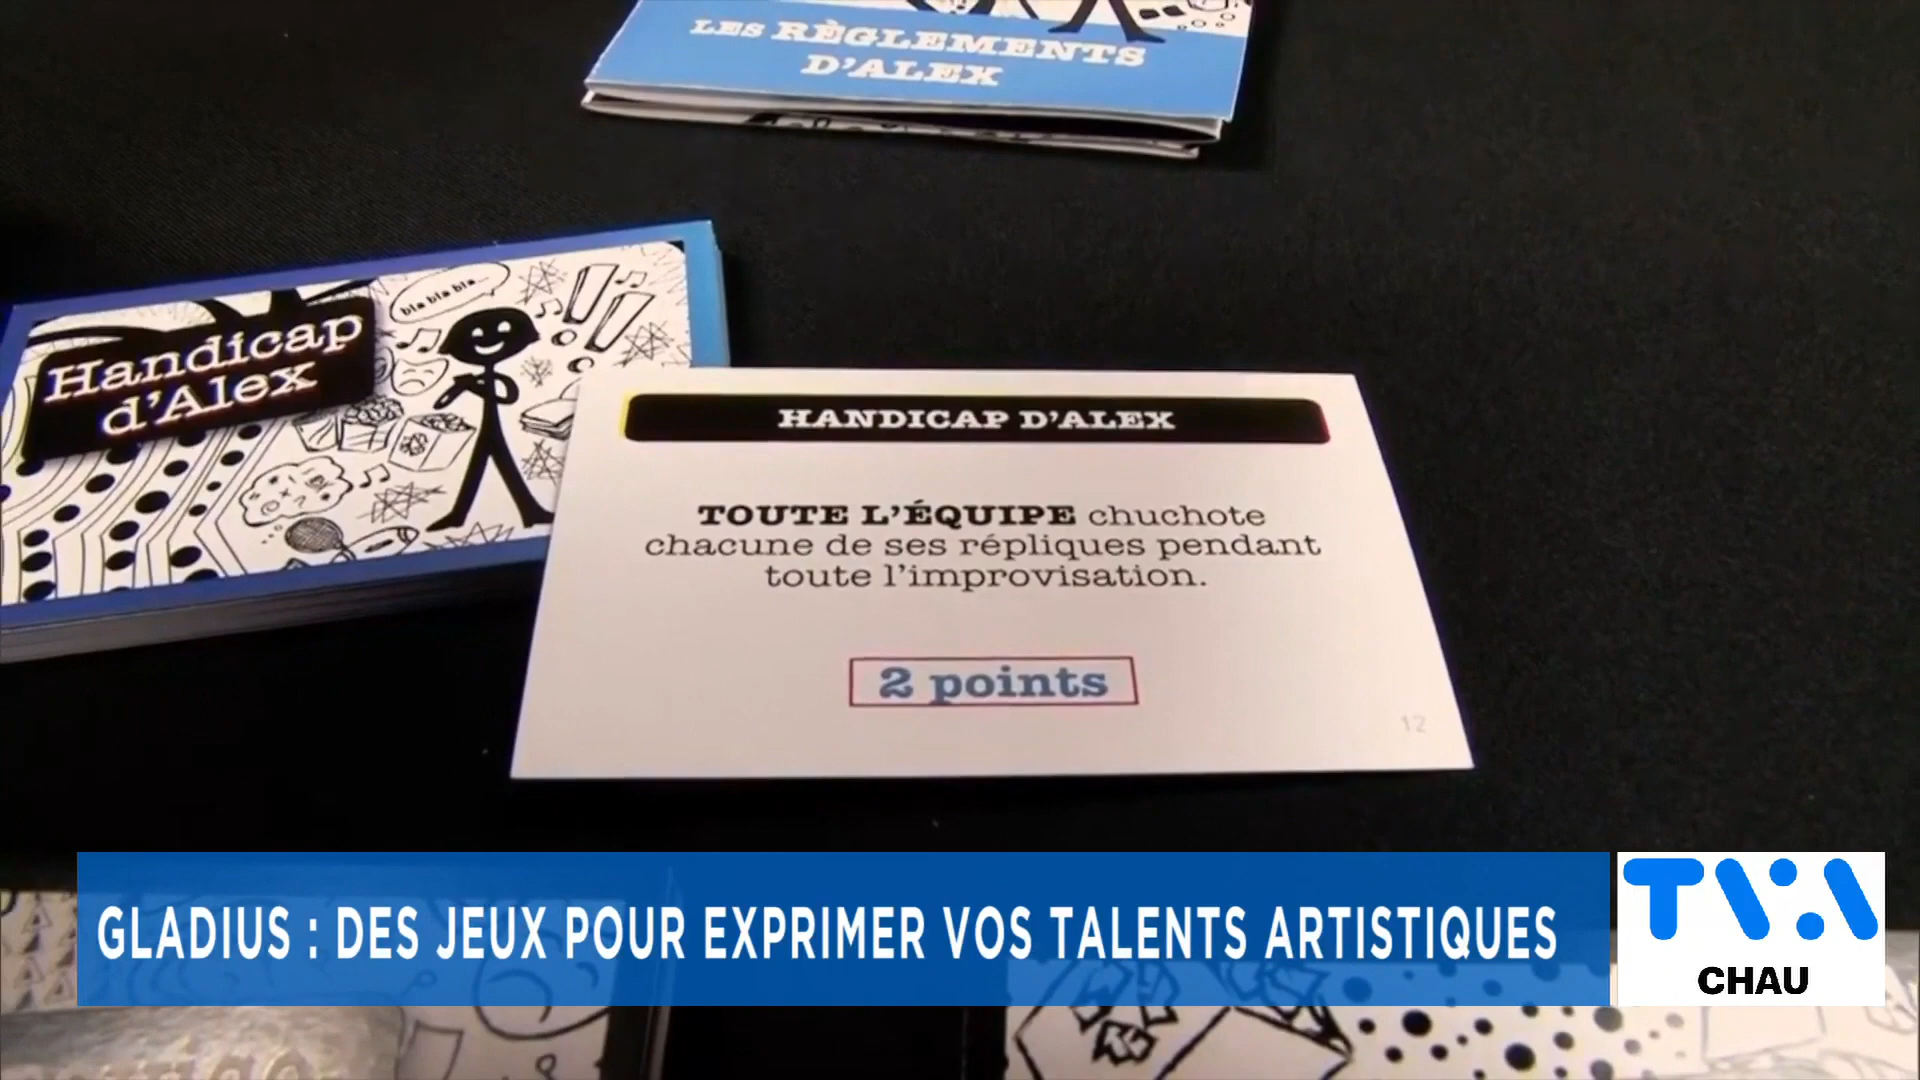 LES RÈGLEMENTS
D'ALEX
bla bla bla...
Handicap
d'Alex
HANDICAP D'ALEX
TOUTE L'ÉQUIPE chuchote
chacune de ses répliques pendant
toute l'improvisation.
2 points
12
GLADIUS : DES JEUX POUR EXPRIMER VOS TALENTS ARTISTIQUES
TVA
CHAU